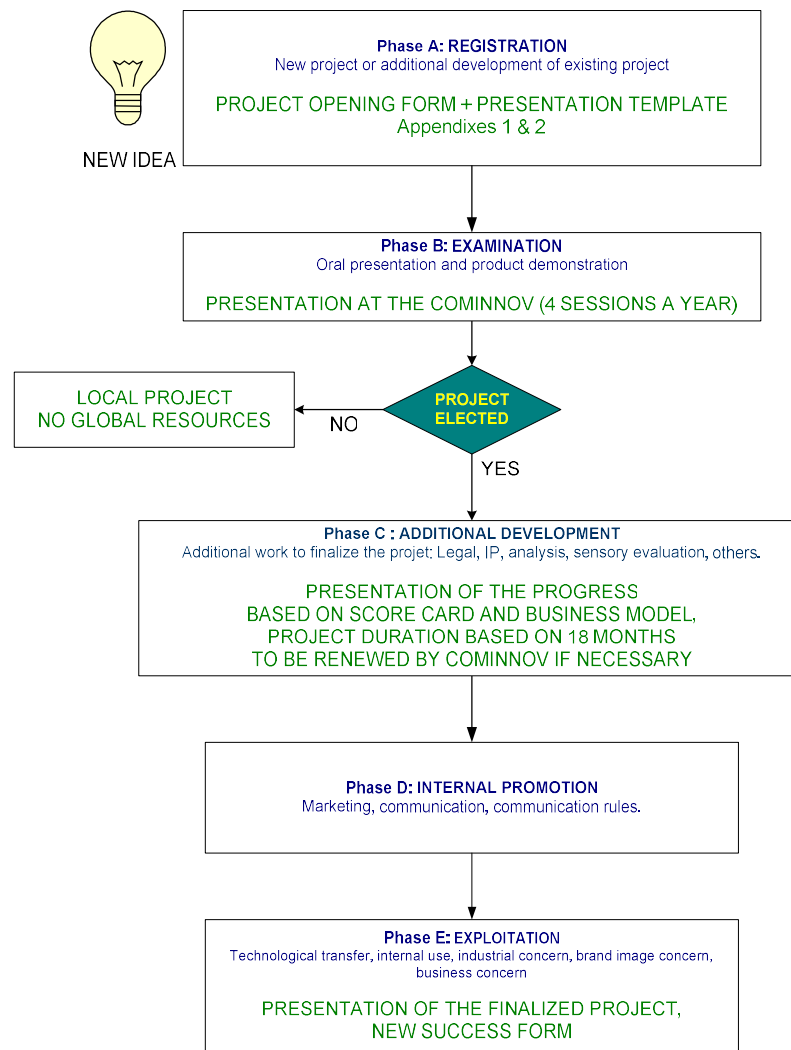 Phase A: REGISTRATION
New project or additional development of existing project
PROJECT OPENING FORM + PRESENTATION TEMPLATE
Appendixes 1 & 2
NEW IDEA
Phase B: EXAMINATION
Oral presentation and product demonstration
PRESENTATION AT THE COMINNOV (4 SESSIONS A YEAR)
PROJECT
ELECTED
NO
LOCAL PROJECT
NO GLOBAL RESOURCES
YES
Phase C : ADDITIONAL DEVELOPMENT
Additional work to finalize the projet: Legal, IP, analysis, sensory evaluation, others.
PRESENTATION OF THE PROGRESS
BASED ON SCORE CARD AND BUSINESS MODEL,
PROJECT DURATION BASED ON 18 MONTHS
TO BE RENEWED BY COMINNOV IF NECESSARY
Phase D: INTERNAL PROMOTION
Marketing, communication, communication rules.
Phase E: EXPLOITATION
Technological transfer, internal use, industrial concern, brand image concern,
business concern
PRESENTATION OF THE FINALIZED PROJECT,
NEW SUCCESS FORM